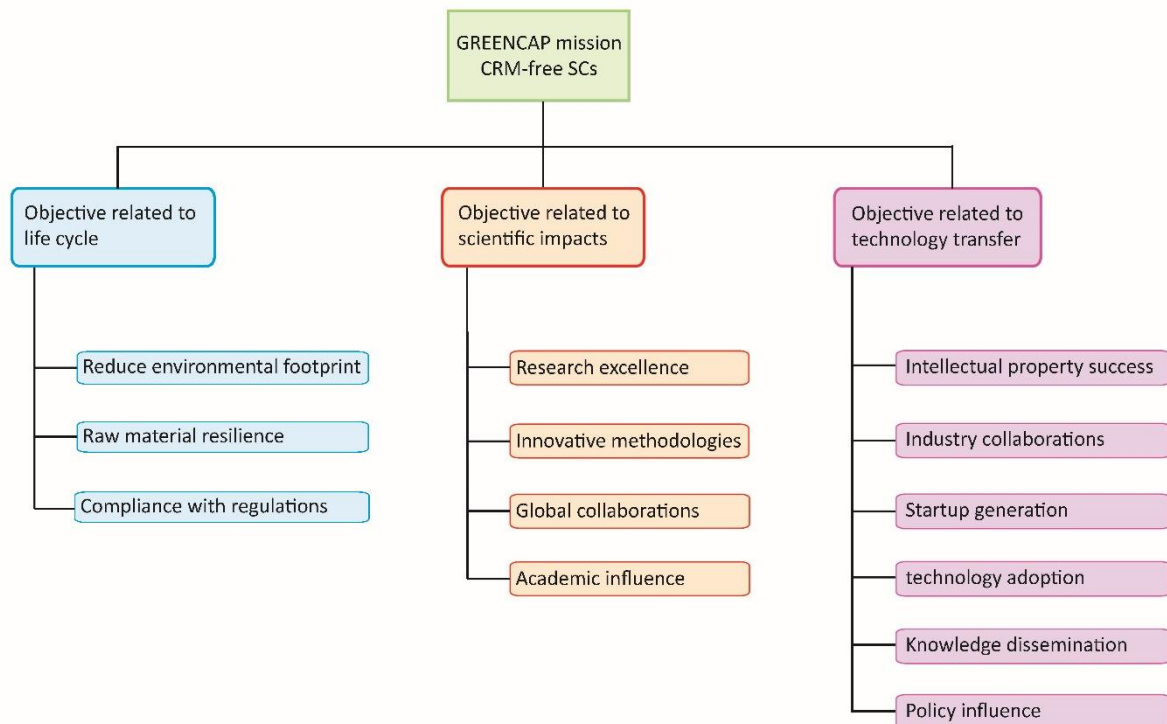 GREENCAP mission
CRM-free SCs
Objective related to
life cycle
Reduce environmental footprint
Raw material resilience
Compliance with regulations
Objective related to
scientific impacts
Research excellence
Innovative methodologies
Global collaborations
Academic influence
Objective related to
technology transfer
Intellectual property success
Industry collaborations
Startup generation
technology adoption
Knowledge dissemination
Policy influence